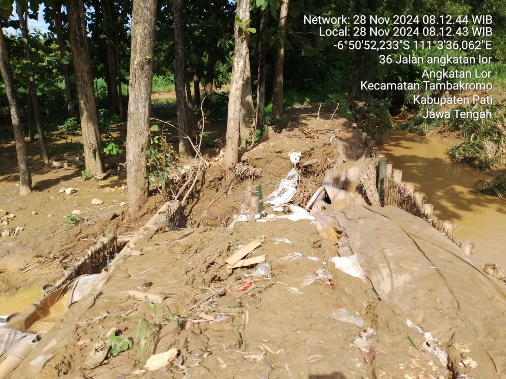 Network: 28 Nov 2024 08.12.44 WIB
Local: 28 Nov 2024 08.12.43 WIB
-6°50'52,233"S 111°3'36,062"E
36 Jalan angkatan lor
Angkatan Lor
Kecamatan Tambakromo
Kabupaten Pati
Jawa Tengah